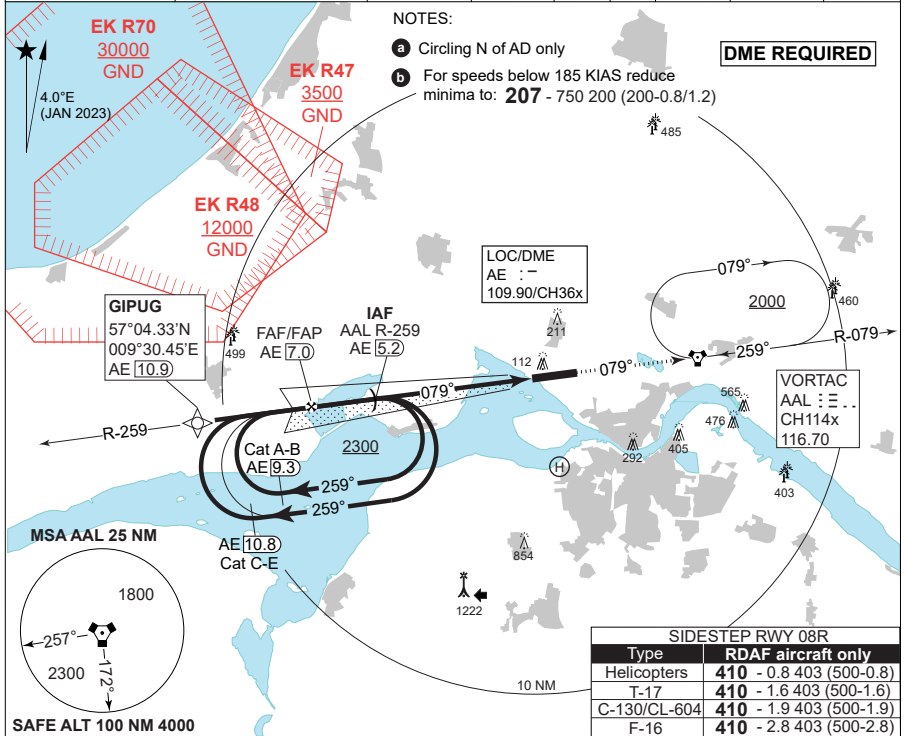 NOTES:
a Circling N of AD only
b For speeds below 185 KIAS reduce
minima to: 207 - 750 200 (200-0.8/1.2)
DME REQUIRED
EK R70
30000
GND
EK R47
3500
GND
EK R48
12000
GND
4.0°E
(JAN 2023)
485
LOC/DME
AE : –
109.90/CH36x
079°
2000
460
GIPUG
57°04.33'N
009°30.45'E
AE 10.9
499
FAF/FAP
AE 7.0
IAF
AAL R-259
AE 5.2
211
112
079°
079°
259°
R-079
R-259
VORTAC
AAL
CH114x
116.70
565
476
292
405
403
H
2300
Cat A-B
AE 9.3
259°
259°
AE 10.8
Cat C-E
854
1222
10 NM
MSA AAL 25 NM
1800
257°
2300
172°
SAFE ALT 100 NM 4000
SIDESTEP RWY 08R
Type RDAF aircraft only
Helicopters 410 - 0.8 403 (500-0.8)
T-17 410 - 1.6 403 (500-1.6)
C-130/CL-604 410 - 1.9 403 (500-1.9)
F-16 410 - 2.8 403 (500-2.8)